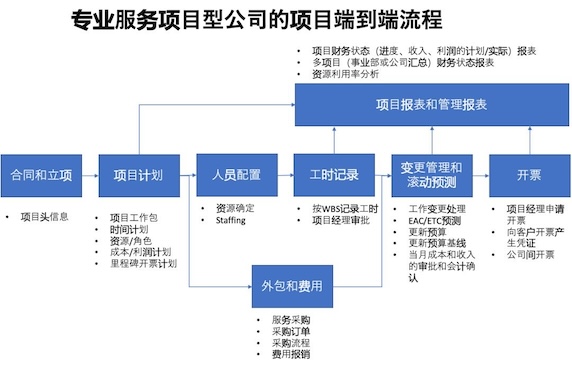 专业服务项目型公司的项目端到端流程
• 项目财务状态（进度、收入、利润的计划/实际）报表
• 多项目（事业部或公司汇总）财务状态报表
• 资源利用率分析
项目报表和管理报表
合同和立项
项目计划
人员配置
工时记录
变更管理和
滚动预测
开票
• 项目头信息
• 项目工作包
• 时间计划
• 资源/角色
• 成本/利润计划
• 里程碑开票计划
• 资源确定
• Staffing
• 按WBS记录工时
• 项目经理审批
• 工作变更处理
• EAC/ETC预测
• 更新预算
• 更新预算基线
• 当月成本和收入
的审批和会计确
认
• 项目经理申请
开票
• 向客户开票产
生凭证
• 公司间开票
外包和费用
• 服务采购
• 采购订单
• 采购流程
• 费用报销